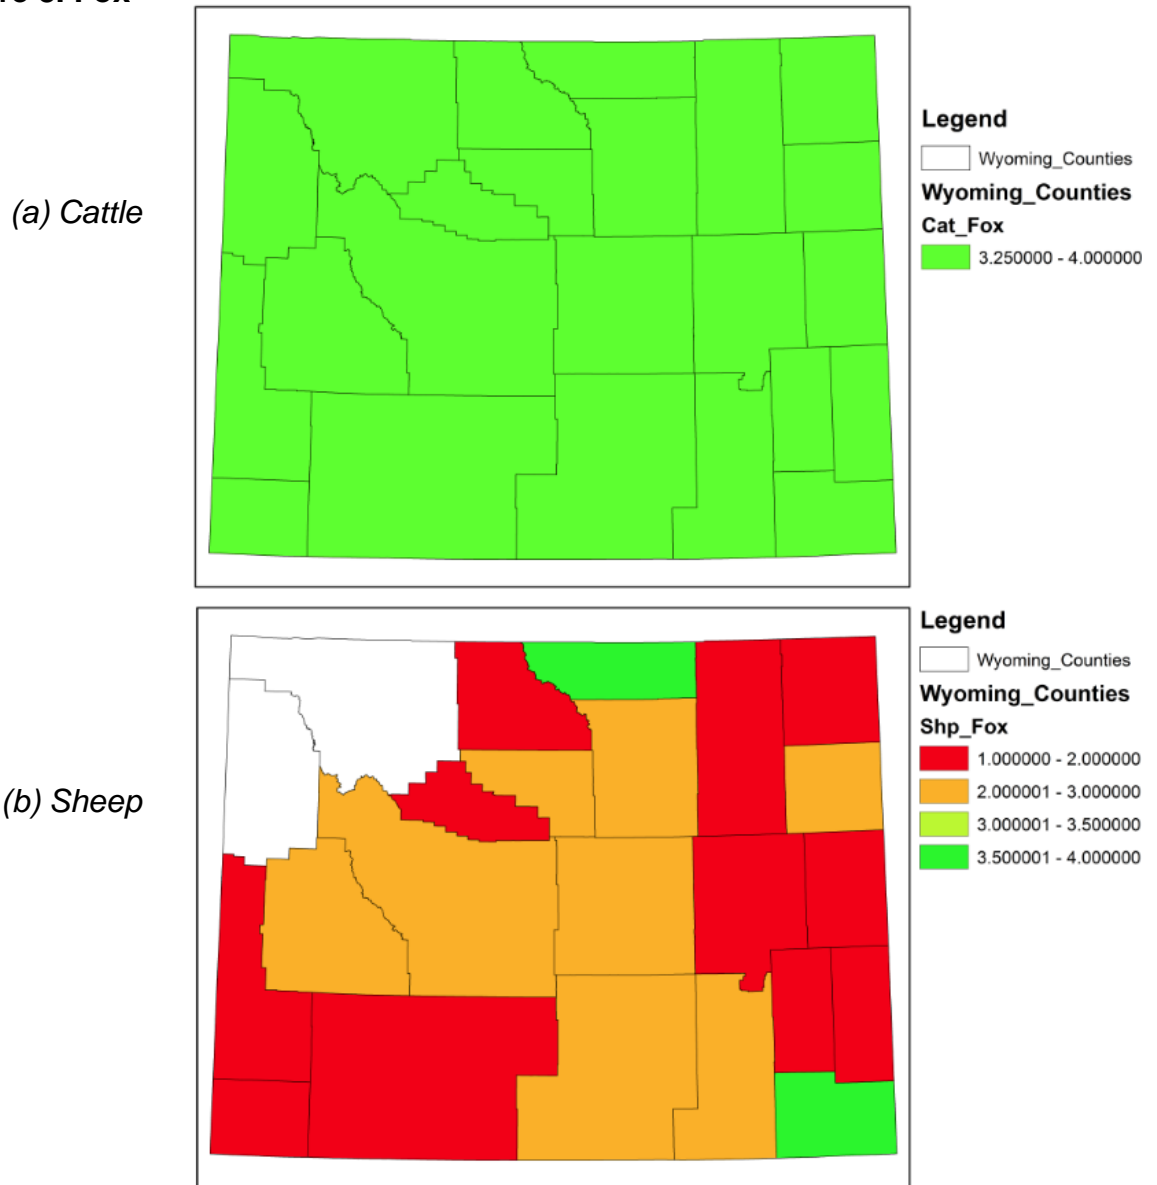 Fox
Legend
Wyoming_Counties
Wyoming_Counties
Cat_Fox
3.250000 - 4.000000
(a) Cattle
Legend
Wyoming_Counties
Wyoming_Counties
Shp_Fox
1.000000 - 2.000000
2.000001 - 3.000000
3.000001 - 3.500000
3.500001 - 4.000000
(b) Sheep